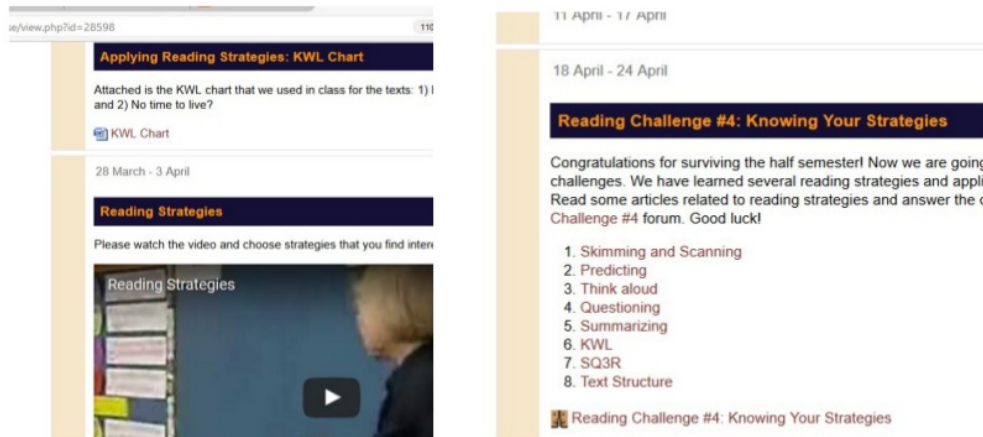 se/view.php?id=28598
110
Applying Reading Strategies: KWL Chart
Attached is the KWL chart that we used in class for the texts: 1)
and 2) No time to live?
KWL Chart
28 March - 3 April
Reading Strategies
Please watch the video and choose strategies that you find
Reading Strategies
11 April - 17 April
18 April - 24 April
Reading Challenge #4: Knowing Your Strategies
Congratulations for surviving the half semester! Now we are going
challenges. We have learned several reading strategies and
Read some articles related to reading strategies and answer the
Challenge #4 forum. Good luck!
1. Skimming and Scanning
2. Predicting
3. Think aloud
4. Questioning
5. Summarizing
6. KWL
7. SQ3R
8. Text Structure
Reading Challenge #4: Knowing Your Strategies